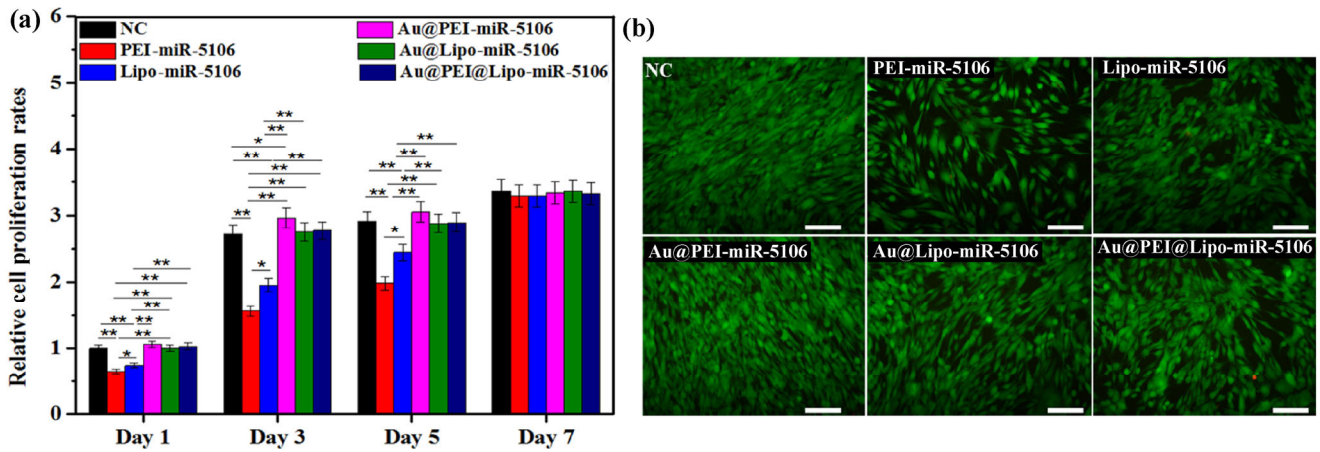 (a)
Relative cell proliferation rates
6
5
4
3
2
1
0
NC
PEI-miR-5106
Lipo-miR-5106
Au@PEI-miR-5106
Au@Lipo-miR-5106
Au@PEI@Lipo-miR-5106
**
**
*
**
**
**
**
**
**
**
**
**
*
**
**
**
**
**
**
*
**
**
**
**
**
**
**
**
*
Day 1
Day 3
Day 5
Day 7
(b)
NC
PEI-miR-5106
Lipo-miR-5106
Au@PEI-miR-5106
Au@Lipo-miR-5106
Au@PEI@Lipo-miR-5106